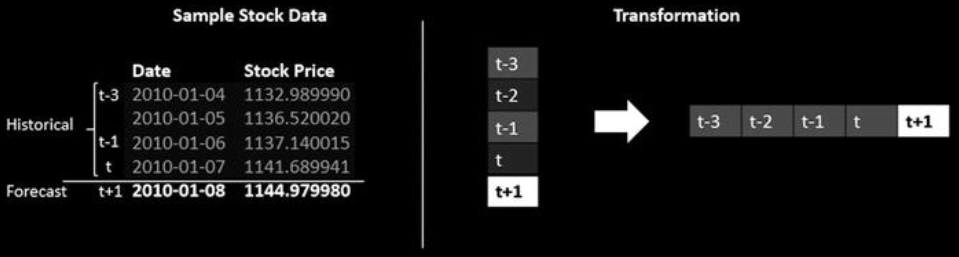 Sample Stock Data
Date Stock Price
t-3 2010-01-04 1132.989990
2010-01-05 1136.520020
Historical
t-1 2010-01-06 1137.140015
t 2010-01-07 1141.689941
Forecast t+1 2010-01-08 1144.979980
Transformation
t-3
t-2
t-1
t
t+1
t-3 t-2 t-1 t t+1